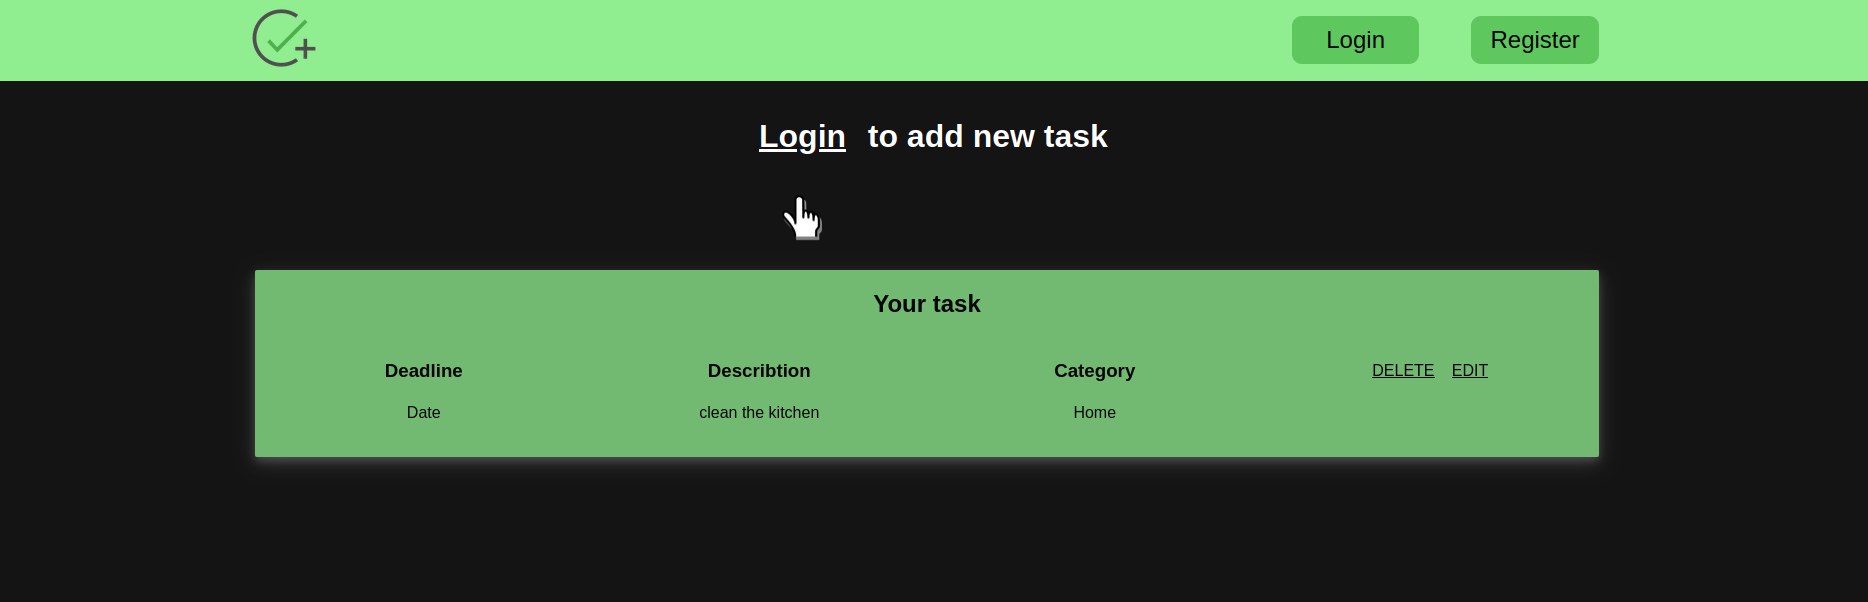 Login Register
Login to add new task
Your task
Deadline Describtion Category DELETE EDIT
Date clean the kitchen Home